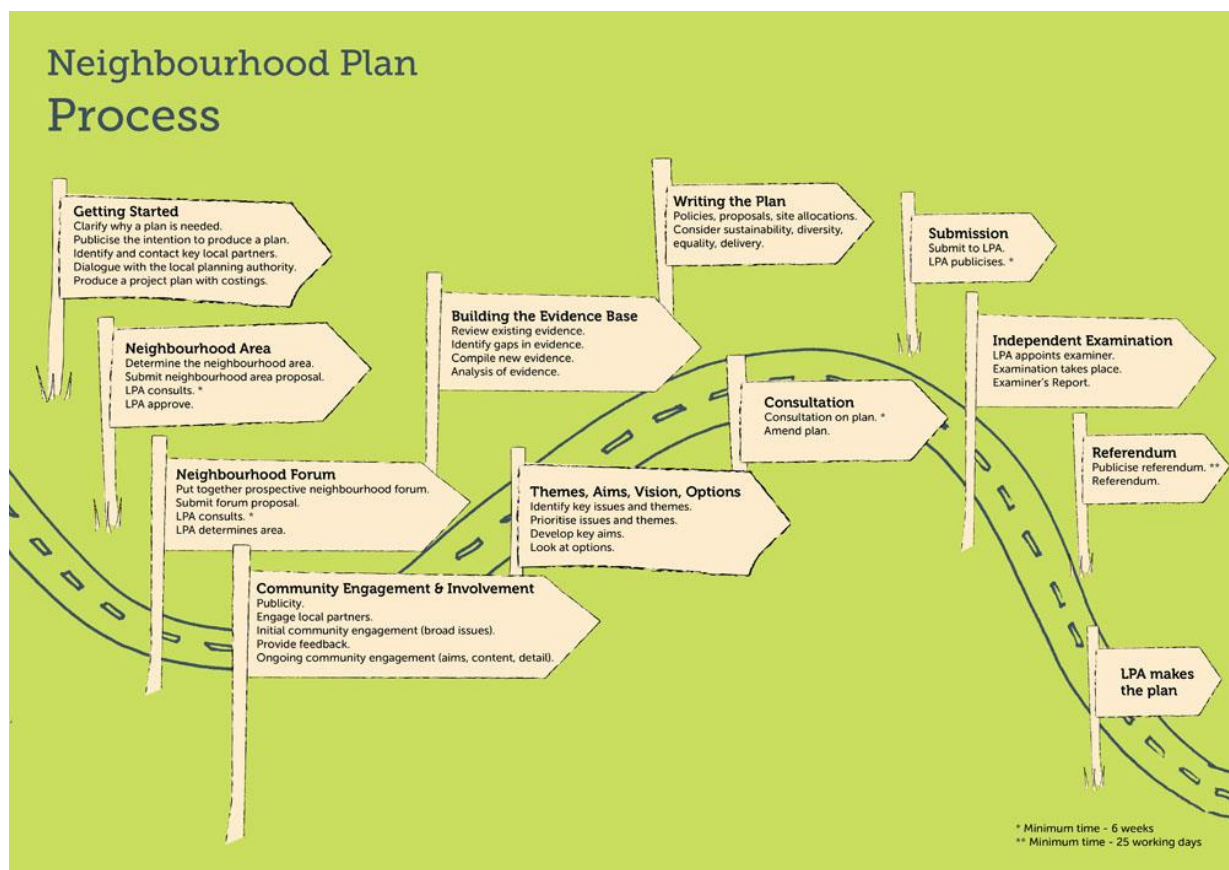 Neighbourhood Plan
Process
Getting Started
Clarify why a plan is needed.
Publicise the intention to produce a plan.
Identify and contact key local partners.
Dialogue with the local planning authority.
Produce a project plan with costings.
Neighbourhood Area
Determine the neighbourhood area.
Submit neighbourhood area proposal.
LPA consults. *
LPA approve.
Neighbourhood Forum
Put together prospective neighbourhood forum.
Submit forum proposal.
LPA consults. *
LPA determines area.
Community Engagement & Involvement
Publicity.
Engage local partners.
Initial community engagement (broad issues).
Provide feedback.
Ongoing community engagement (aims, content, detail).
Building the Evidence Base
Review existing evidence.
Identify gaps in evidence.
Compile new evidence.
Analysis of evidence.
Themes, Aims, Vision, Options
Identify key issues and themes.
Prioritise issues and themes.
Develop key aims.
Look at options.
Writing the Plan
Policies, proposals, site allocations.
Consider sustainability, diversity,
equality, delivery.
Consultation
Consultation on plan. *
Amend plan.
Submission
Submit to LPA.
LPA publicises. *
Independent Examination
LPA appoints examiner.
Examination takes place.
Examiner's Report.
Referendum
Publicise referendum. **
Referendum.
LPA makes
the plan
* Minimum time - 6 weeks
** Minimum time - 25 working days